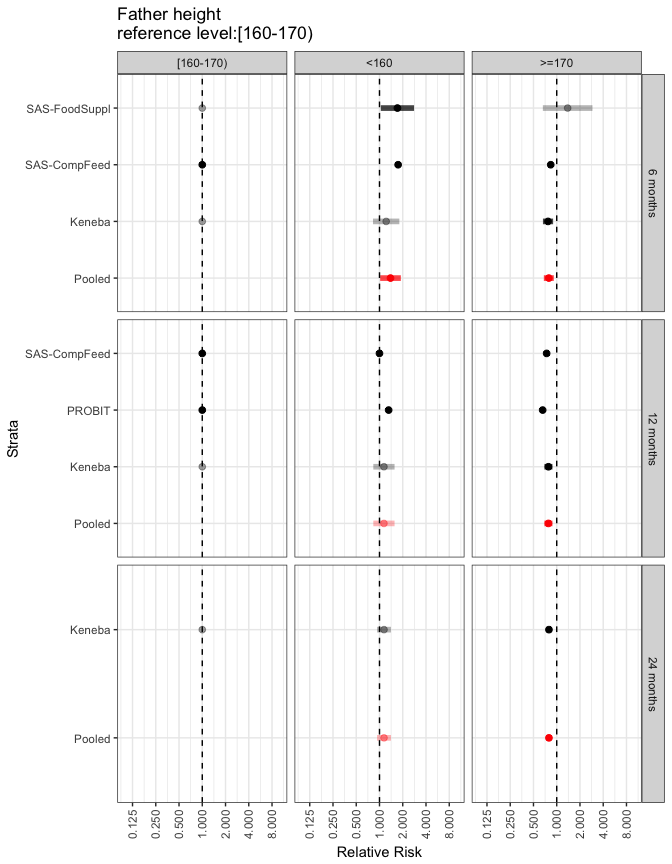 Father height
reference level:[160-170)
[160-170)
<160
>=170
SAS-FoodSuppl
SAS-CompFeed
Keneba
Pooled
6 months
SAS-CompFeed
PROBIT
Keneba
Pooled
12 months
Keneba
Pooled
24 months
Strata
0.125 0.250 0.500 1.000 2.000 4.000 8.000
0.125 0.250 0.500 1.000 2.000 4.000 8.000
0.125 0.250 0.500 1.000 2.000 4.000 8.000
Relative Risk